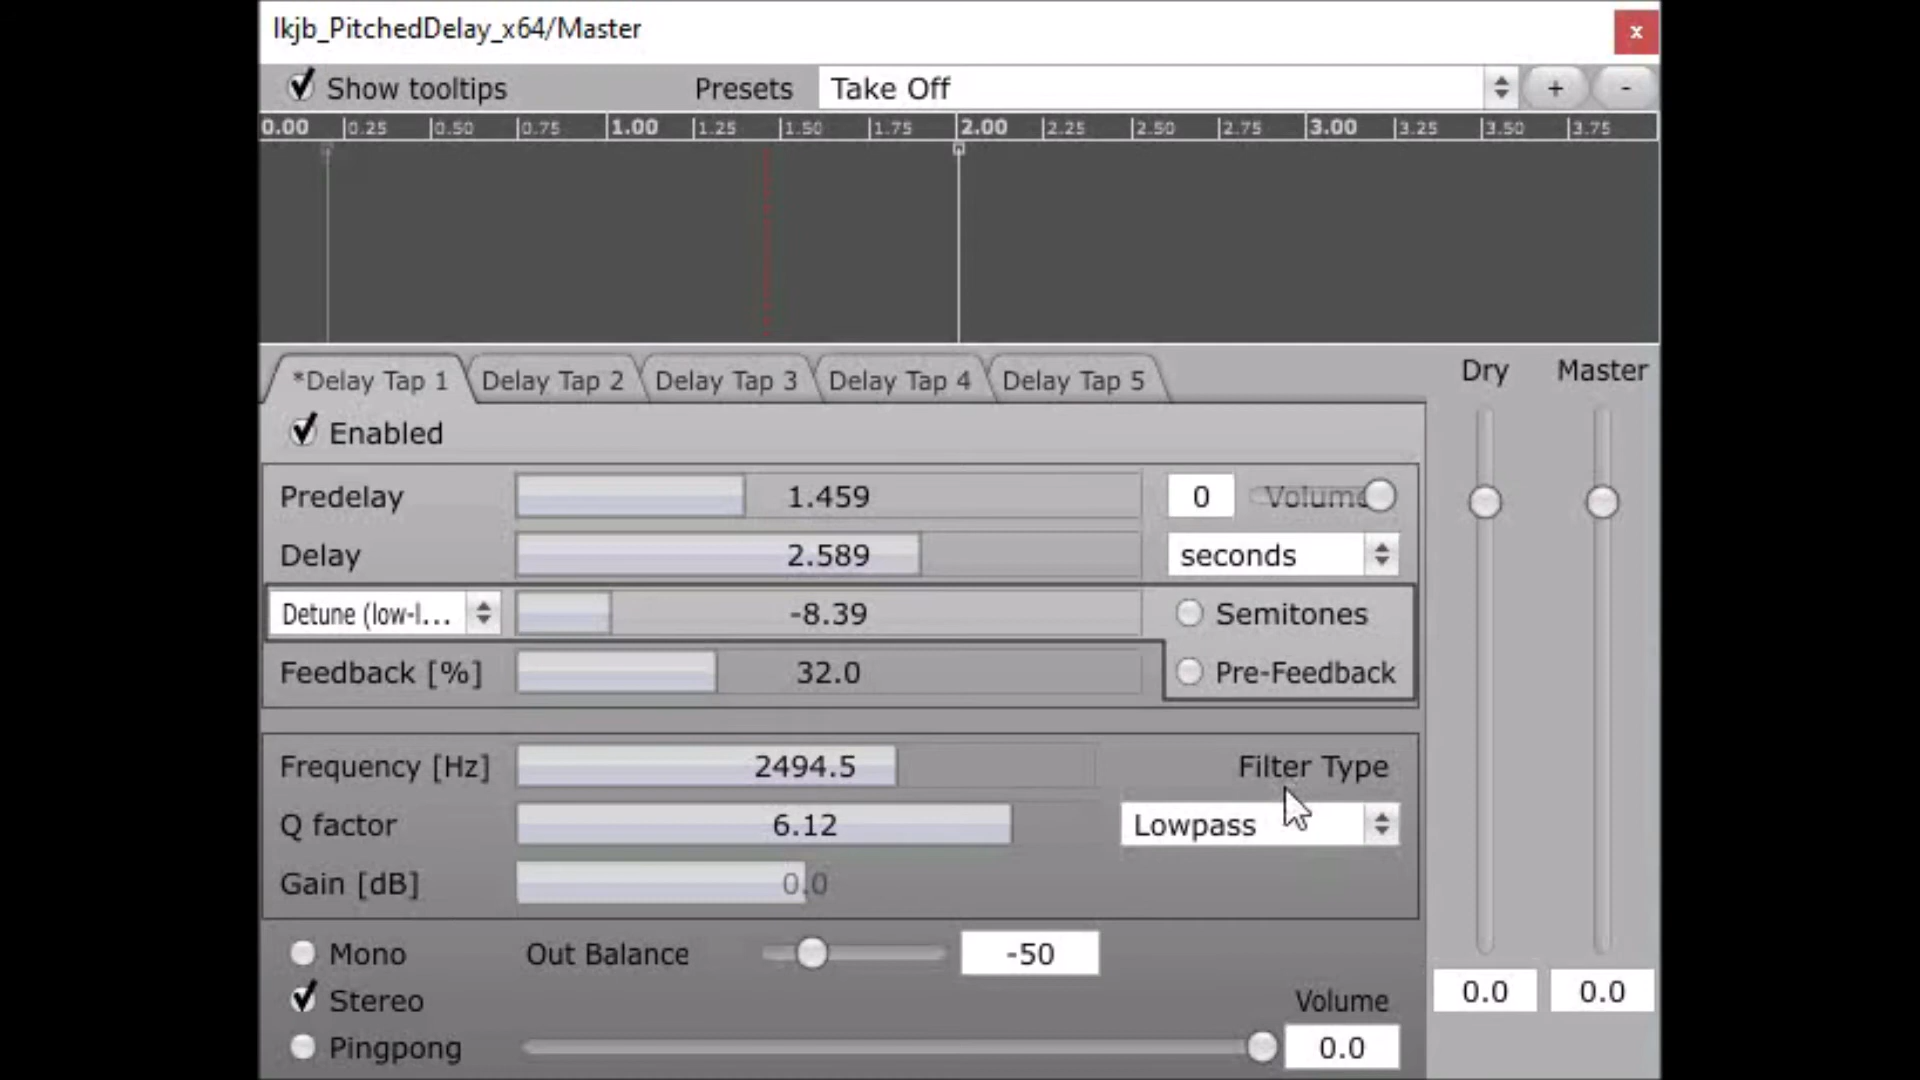 lkjb_PitchedDelay_x64/Master
x
Show tooltips Presets Take Off + -
0.00 0.25 0.50 0.75 1.00 1.25 1.50 1.75 2.00 2.25 2.50 2.75 3.00 3.25 3.50 3.75
*Delay Tap 1 Delay Tap 2 Delay Tap 3 Delay Tap 4 Delay Tap 5 Dry Master
Enabled
Predelay 1.459 0 Volume
Delay 2.589 seconds
Detune (low-l... -8.39 Semitones
Feedback [%] 32.0 Pre-Feedback
Frequency [Hz] 2494.5 Filter Type
Q factor 6.12 Lowpass
Gain [dB] 0.0
Mono Out Balance -50
Stereo Volume 0.0 0.0
Pingpong 0.0